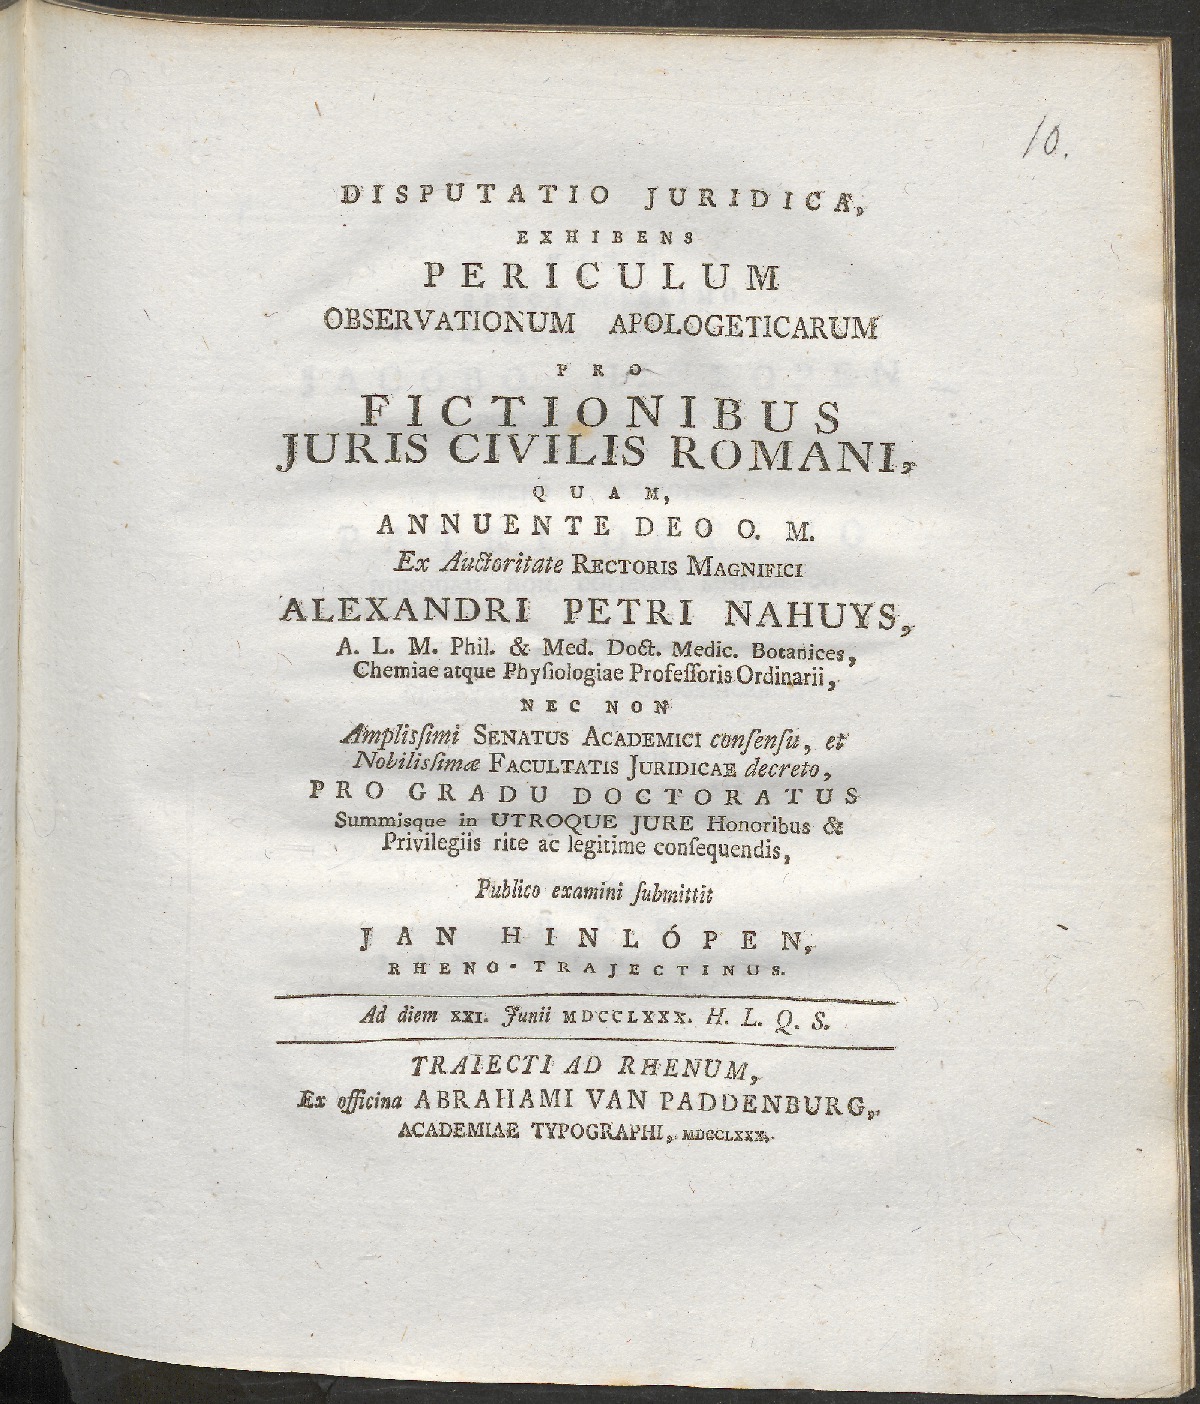 10.
DISPUTATIO JURIDICA,
EXHIBENS
PERICULUM
OBSERVATIONUM APOLOGETICARUM
PRO
FICTIONIBUS
JURIS CIVILIS ROMANI,
QUAM,
ANNUENTE DEO O. M.
Ex Auctoritate RECTORIS MAGNIFICI
ALEXANDRI PETRI NAHUYS,
A. L. M. Phil. & Med. Doct. Medic. Botanices,
Chemiae atque Phyſiologiae Profeſſoris Ordinarii,
NEC NON
Ampliſſimi SENATUS ACADEMICI conſenſu, et
Nobilisſimæ FACULTATIS JURIDICAE decreto,
PRO GRADU DOCTORATUS
Summisque in UTROQUE JURE Honoribus &
Privilegiis rite ac legitime conſequendis,
Publico examini ſubmittit
JAN HINLÓPEN,
RHENO-TRAJECTINUS.
Ad diem XXI. Junii MDCCLXXX. H. L. Q. S.
TRAIECTI AD RHENUM,
Ex officina ABRAHAMI VAN PADDENBURG,
ACADEMIAE TYPOGRAPHI, MDCCLXXX.